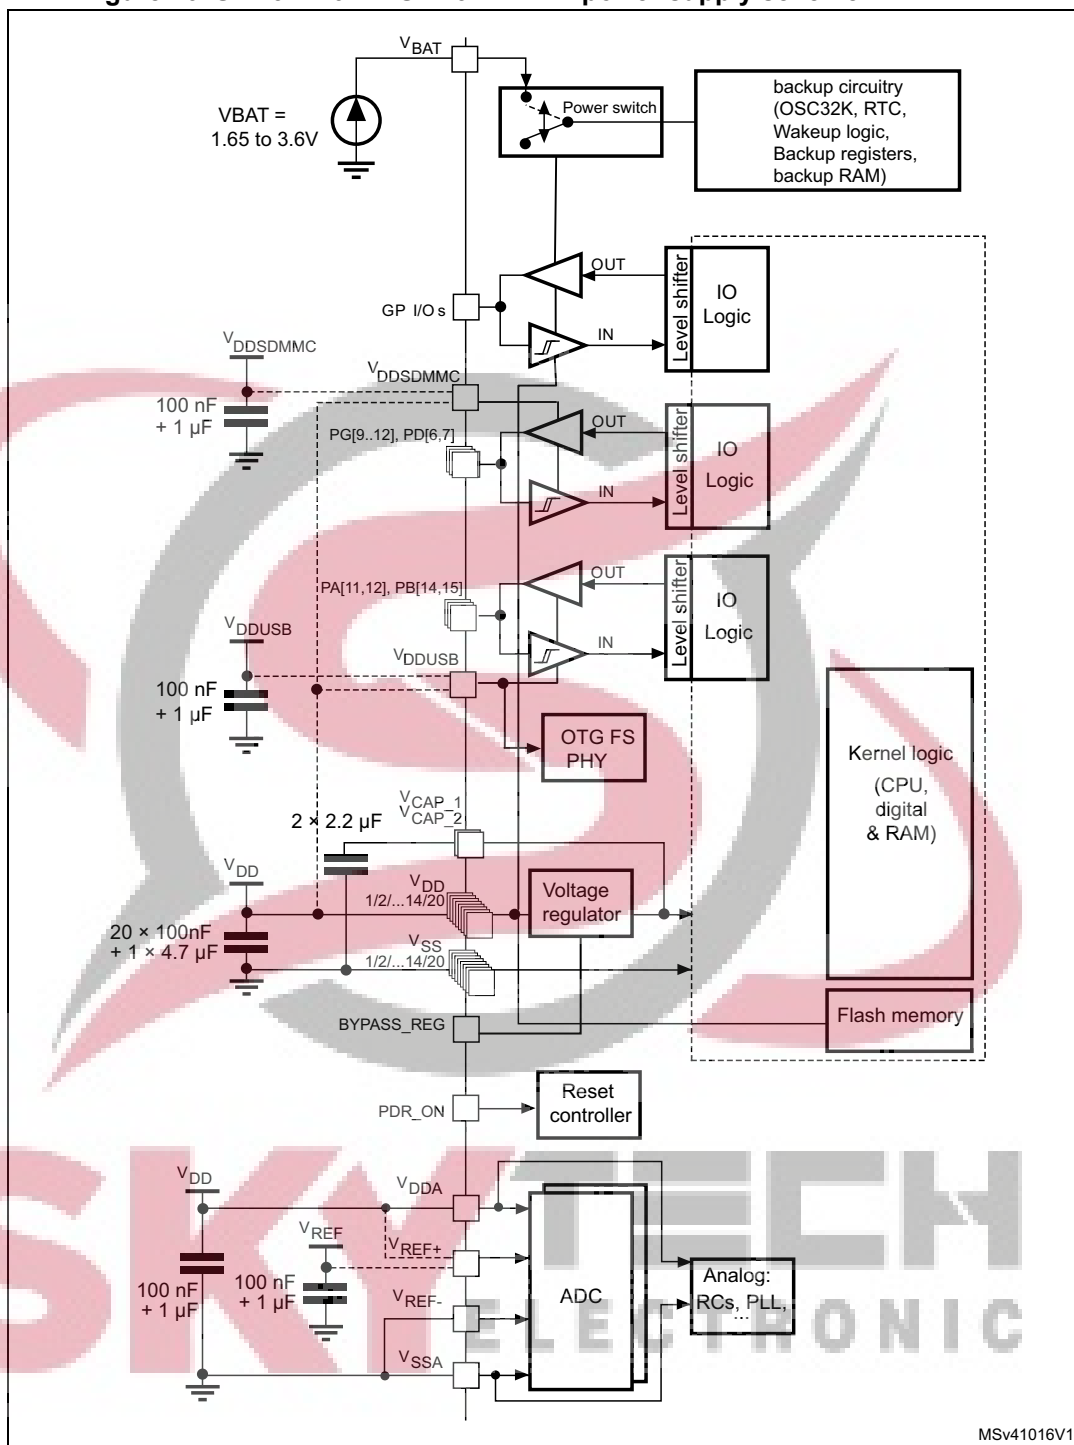 power supply scheme
VBAT
VBAT =
1.65 to 3.6V
Power switch
backup circuitry
(OSC32K, RTC,
Wakeup logic,
Backup registers,
backup RAM)
GP I/Os
OUT
IN
Level shifter
IO
Logic
VDDSDMMC
100 nF
+ 1 µF
VDDSDMMC
PG[9..12], PD[6,7]
OUT
IN
Level shifter
IO
Logic
PA[11,12], PB[14,15]
OUT
IN
Level shifter
IO
Logic
VDDUSB
100 nF
+ 1 µF
VDDUSB
OTG FS
PHY
Kernel logic
(CPU,
digital
& RAM)
VCAP_1
VCAP_2
2 × 2.2 µF
VDD
20 × 100nF
+ 1 × 4.7 µF
VDD
1/2/...14/20
Voltage
regulator
VSS
1/2/...14/20
BYPASS_REG
Flash memory
PDR_ON
Reset
controller
VDD
100 nF
+ 1 µF
VREF
100 nF
+ 1 µF
VDDA
VREF+
VREF-
VSSA
ADC
Analog:
RCs, PLL,
...
SKY TECH
ELECTRONIC
MSv41016V1